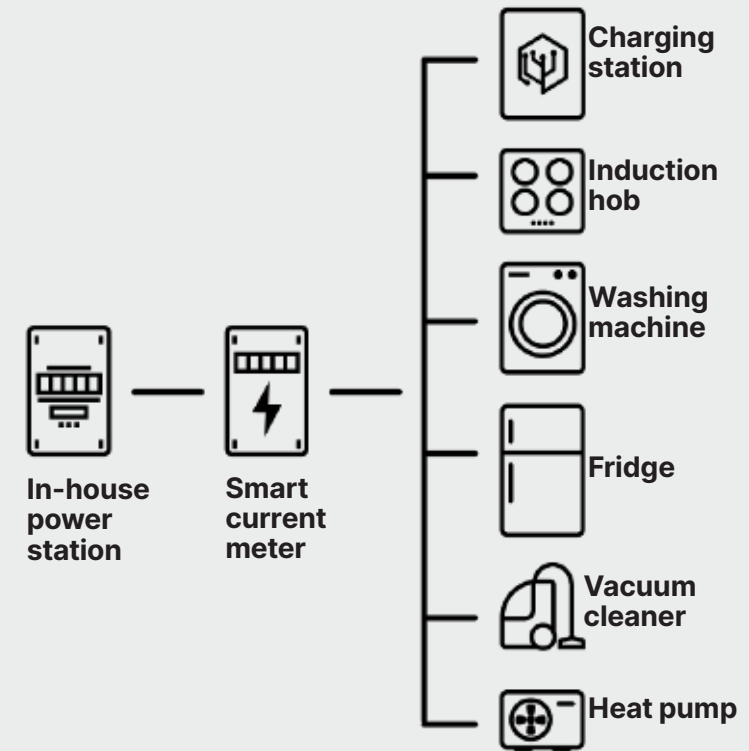 Charging
station
Induction
hob
Washing
machine
Fridge
Vacuum
cleaner
Heat pump
In-house
power
station
Smart
current
meter